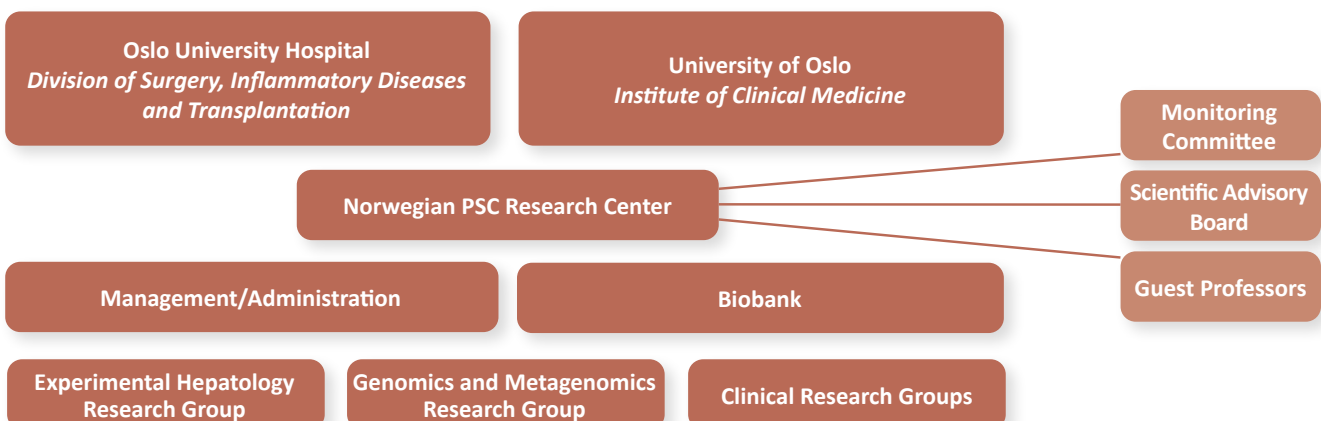 Oslo University Hospital
Division of Surgery, Inflammatory Diseases
and Transplantation
University of Oslo
Institute of Clinical Medicine
Monitoring
Committee
Norwegian PSC Research Center
Scientific Advisory
Board
Guest Professors
Management/Administration
Biobank
Experimental Hepatology
Research Group
Genomics and Metagenomics
Research Group
Clinical Research Groups